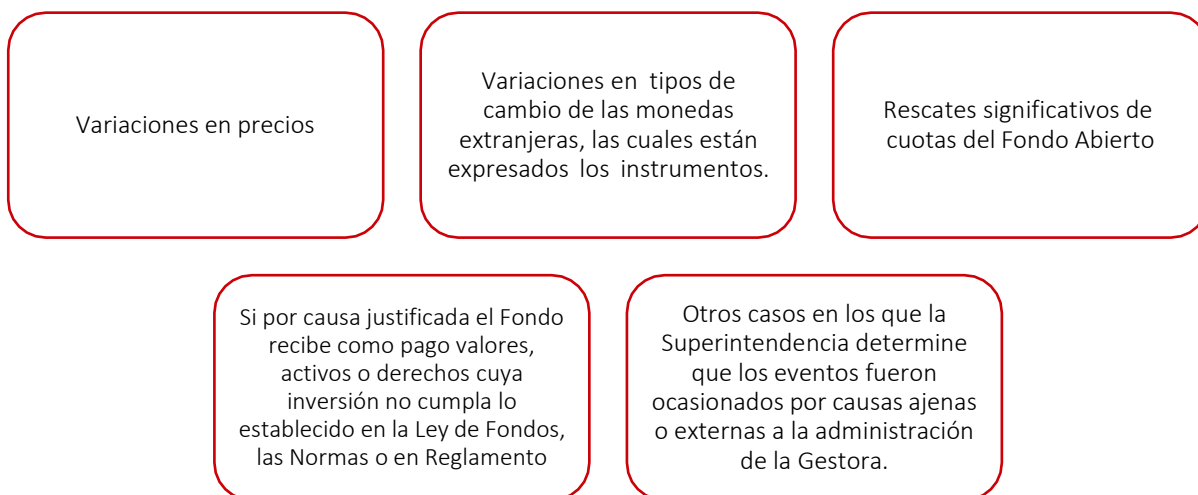 Variaciones en precios
Variaciones en tipos de
cambio de las monedas
extranjeras, las cuales están
expresados los instrumentos.
Rescates significativos de
cuotas del Fondo Abierto
Si por causa justificada el Fondo
recibe como pago valores,
activos o derechos cuya
inversión no cumpla lo
establecido en la Ley de Fondos,
las Normas o en Reglamento
Otros casos en los que la
Superintendencia determine
que los eventos fueron
ocasionados por causas ajenas
o externas a la administración
de la Gestora.